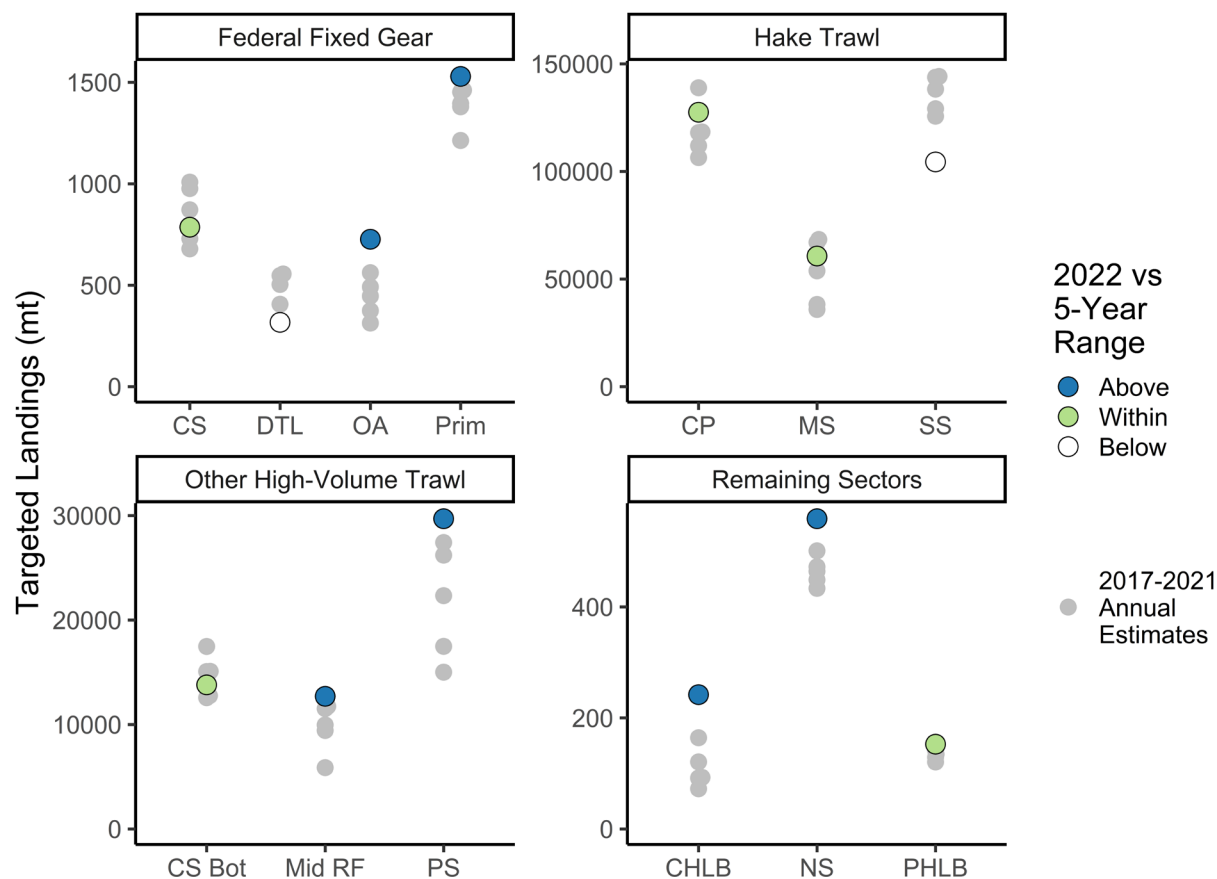 Targeted Landings (mt)
Federal Fixed Gear
1500
1000
500
0
CS DTL OA Prim
Hake Trawl
150000
100000
50000
0
CP MS SS
Other High-Volume Trawl
30000
20000
10000
0
CS Bot Mid RF PS
Remaining Sectors
400
200
0
CHLB NS PHLB
2022 vs
5-Year
Range
Above
Within
Below
2017-2021
Annual
Estimates